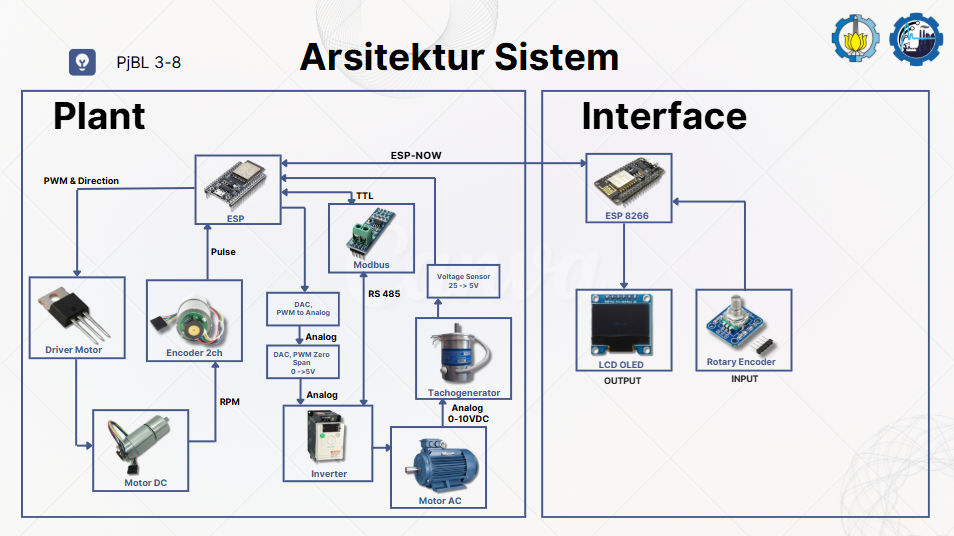 PjBL 3-8
Arsitektur Sistem
Plant
Interface
ESP-NOW
PWM & Direction
ESP
TTL
ESP 8266
Modbus
Pulse
RS 485
Voltage Sensor
25 -> 5V
DAC,
PWM to Analog
Analog
DAC, PWM Zero
Span
0 ->5V
Analog
Driver Motor
Encoder 2ch
Tachogenerator
Analog
0-10VDC
RPM
Motor DC
Inverter
Motor AC
LCD OLED
OUTPUT
Rotary Encoder
INPUT